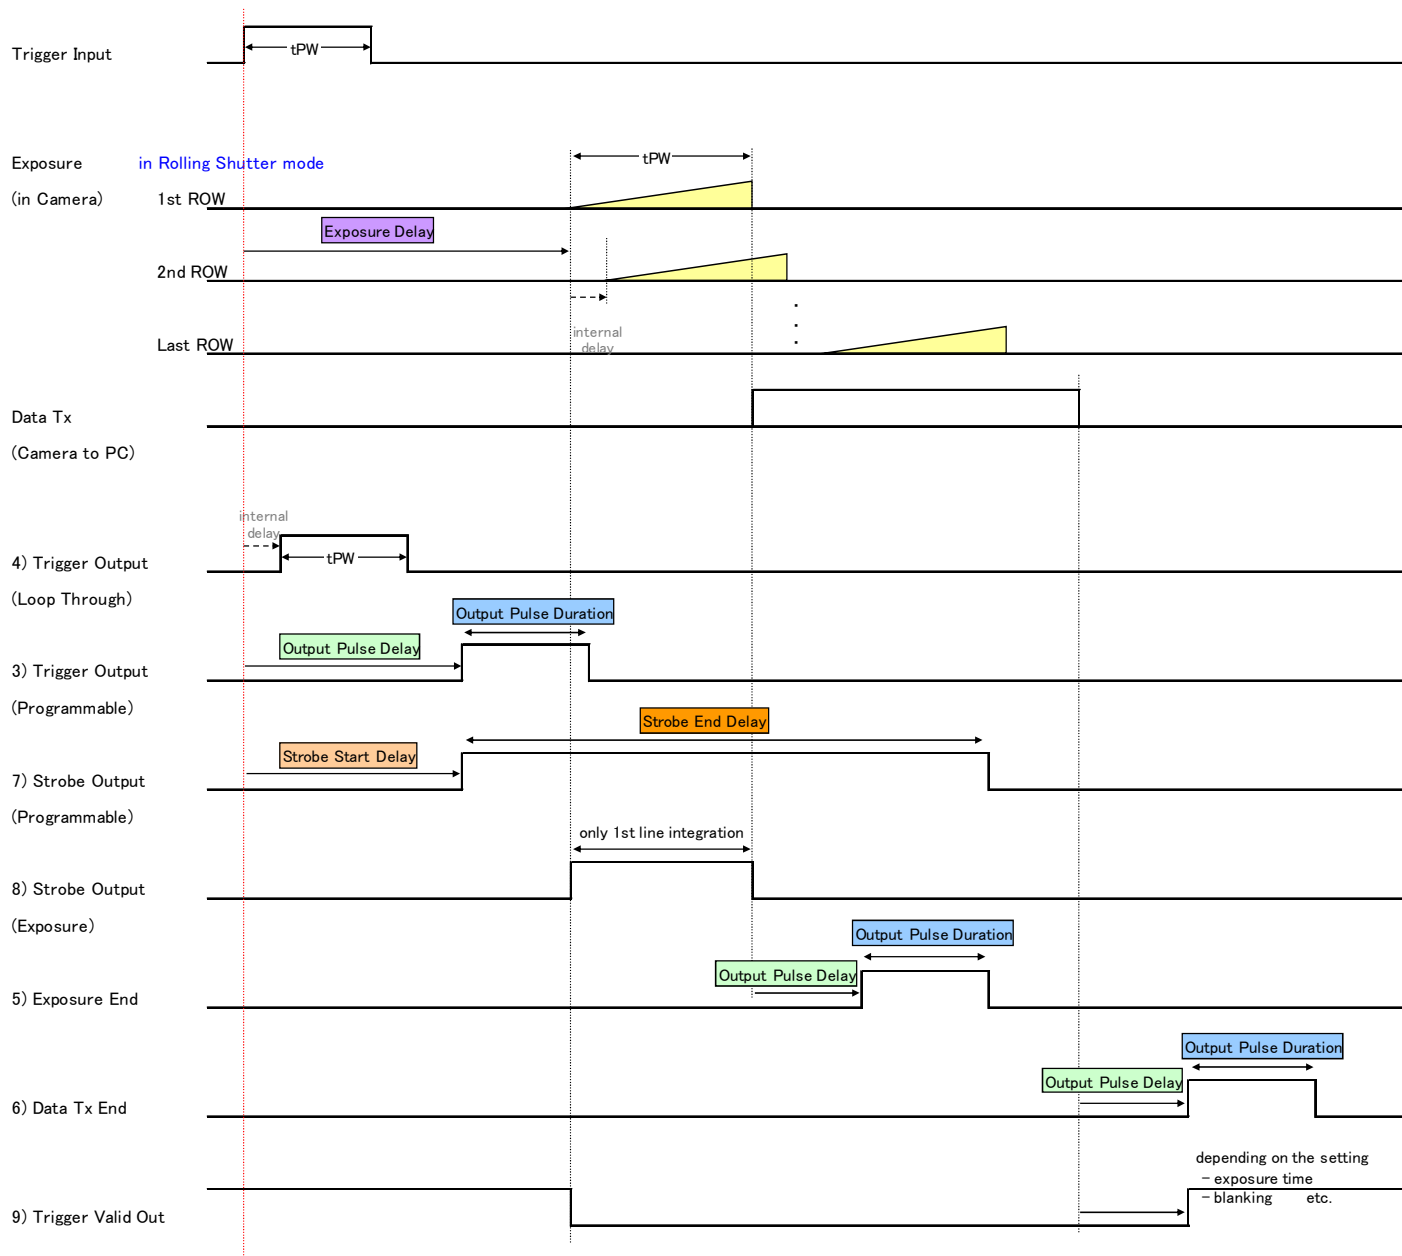 Trigger Input
tPW
Exposure in Rolling Shutter mode
tPW
(in Camera) 1st ROW
Exposure Delay
2nd ROW
internal
delay
Last ROW
Data Tx
(Camera to PC)
internal
delay
4) Trigger Output
tPW
(Loop Through)
Output Pulse Duration
Output Pulse Delay
3) Trigger Output
(Programmable)
Strobe End Delay
Strobe Start Delay
7) Strobe Output
(Programmable)
only 1st line integration
8) Strobe Output
(Exposure)
Output Pulse Duration
Output Pulse Delay
5) Exposure End
Output Pulse Duration
Output Pulse Delay
6) Data Tx End
depending on the setting
- exposure time
- blanking etc.
9) Trigger Valid Out